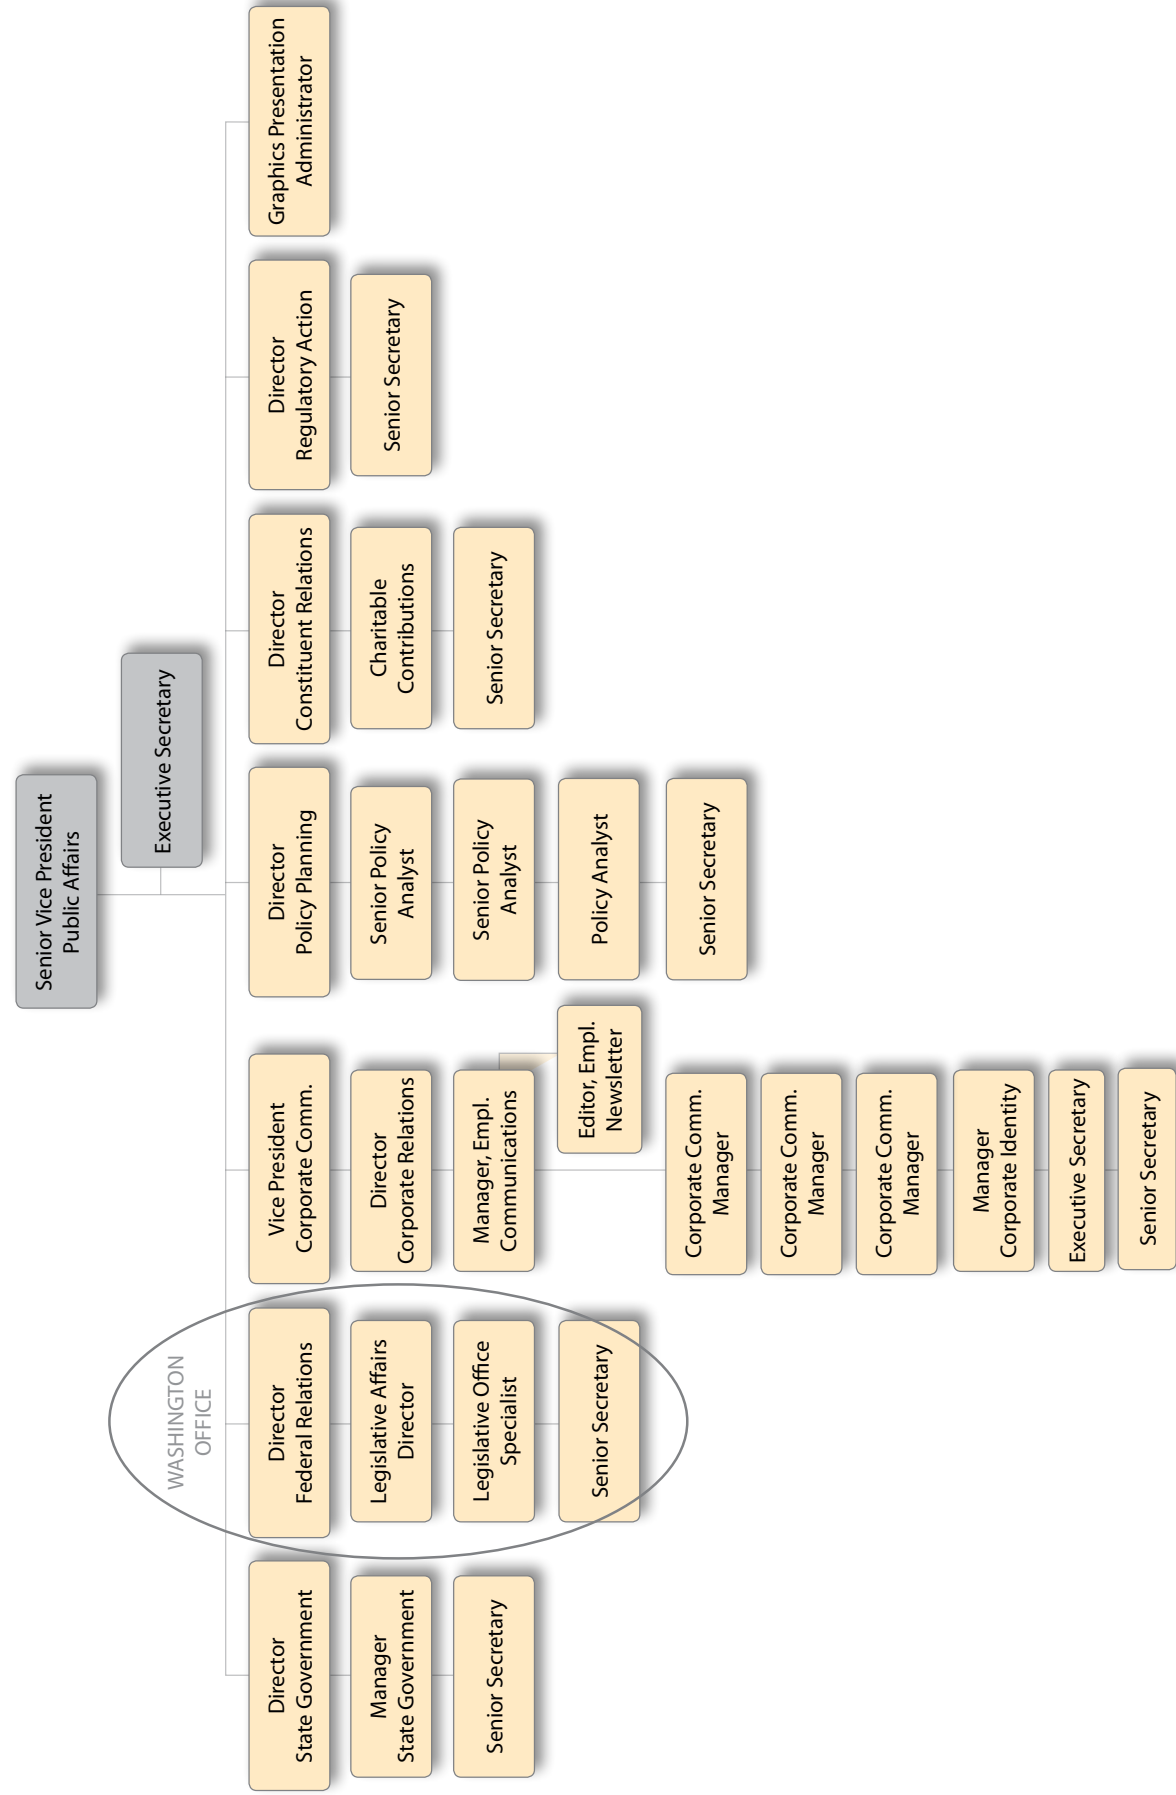 Senior Vice President
Public Affairs
Executive Secretary
WASHINGTON
OFFICE
Director
State Government
Manager
State Government
Senior Secretary
Director
Federal Relations
Legislative Affairs
Director
Legislative Office
Specialist
Senior Secretary
Vice President
Corporate Comm.
Director
Corporate Relations
Manager, Empl.
Communications
Editor, Empl.
Newsletter
Corporate Comm.
Manager
Corporate Comm.
Manager
Corporate Comm.
Manager
Manager
Corporate Identity
Executive Secretary
Senior Secretary
Director
Policy Planning
Senior Policy
Analyst
Senior Policy
Analyst
Policy Analyst
Senior Secretary
Director
Constituent Relations
Charitable
Contributions
Senior Secretary
Director
Regulatory Action
Senior Secretary
Graphics Presentation
Administrator